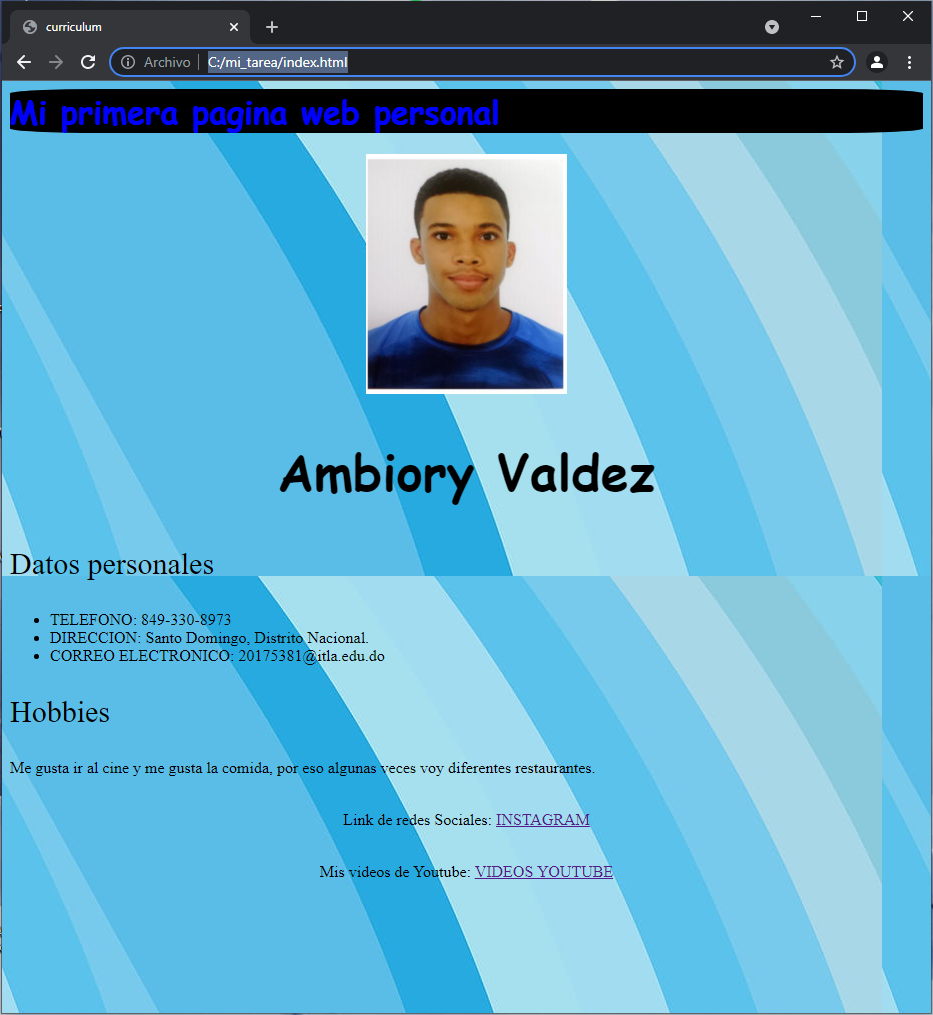 curriculum
Archivo C:/mi_tarea/index.html
Mi primera pagina web personal
Ambiory Valdez
Datos personales
TELEFONO: 849-330-8973
DIRECCION: Santo Domingo, Distrito Nacional.
CORREO ELECTRONICO: 20175381@itla.edu.do
Hobbies
Me gusta ir al cine y me gusta la comida, por eso algunas veces voy diferentes restaurantes.
Link de redes Sociales: INSTAGRAM
Mis videos de Youtube: VIDEOS YOUTUBE